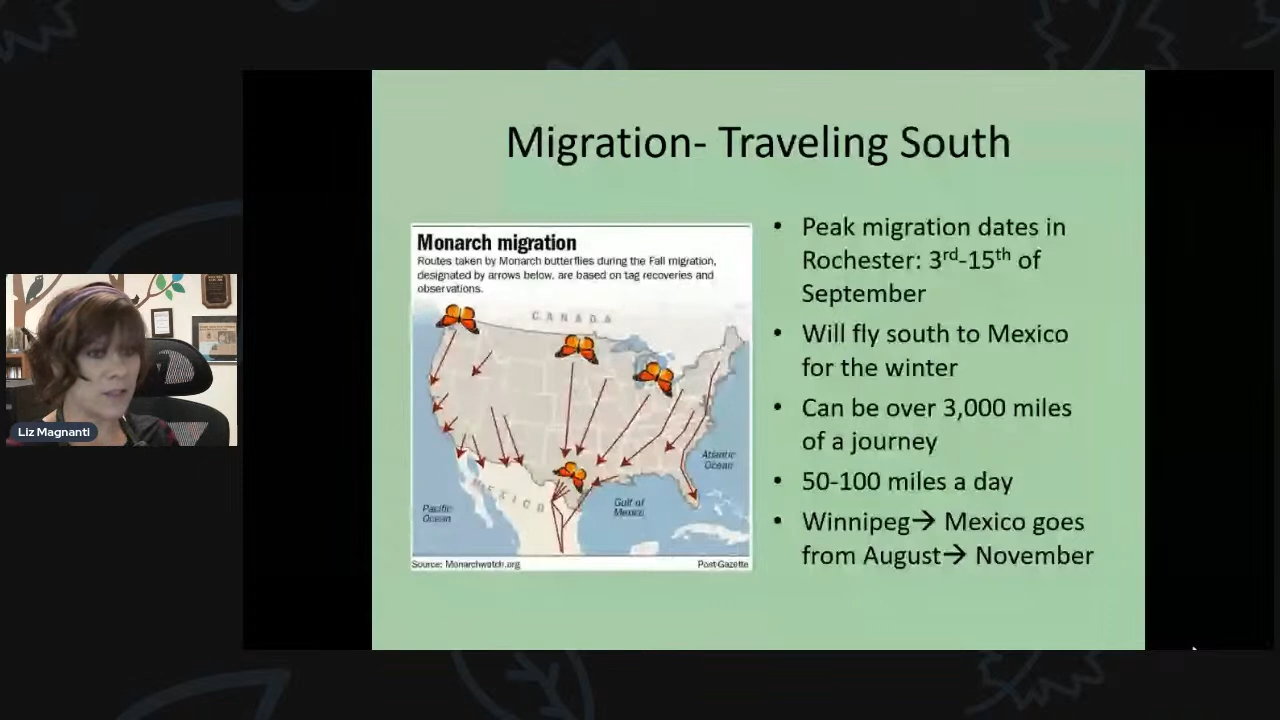 Migration- Traveling South
Monarch migration
Routes taken by Monarch butterflies during the Fall migration,
designated by arrows below, are based on tag recoveries and
observations.
CANADA
MEXICO
Pacific
Ocean
Gulf of
Mexico
Atlantic
Ocean
Source: Monarchwatch.org
Post-Gazette
• Peak migration dates in
Rochester: 3rd-15th of
September
• Will fly south to Mexico
for the winter
• Can be over 3,000 miles
of a journey
• 50-100 miles a day
• Winnipeg→ Mexico goes
from August→ November
Liz Magnanti